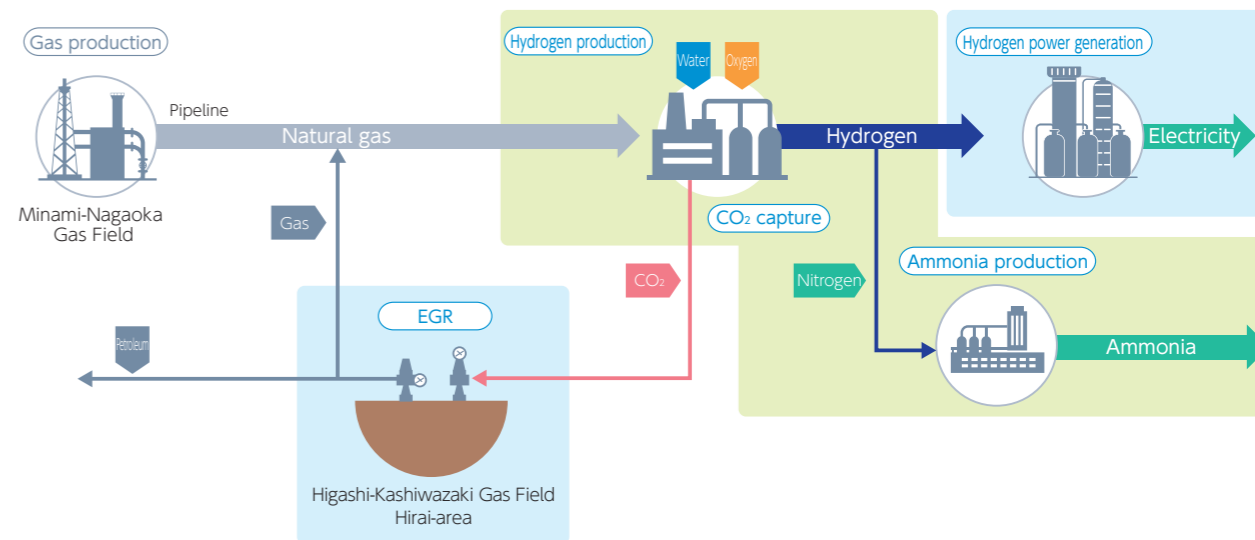 Gas production
Pipeline
Natural gas
Minami-Nagaoka
Gas Field
Gas
Hydrogen production
Water
Oxygen
Hydrogen
CO₂ capture
CO₂
Nitrogen
Hydrogen power generation
Electricity
Ammonia production
Ammonia
EGR
Petroleum
Higashi-Kashiwazaki Gas Field
Hirai-area